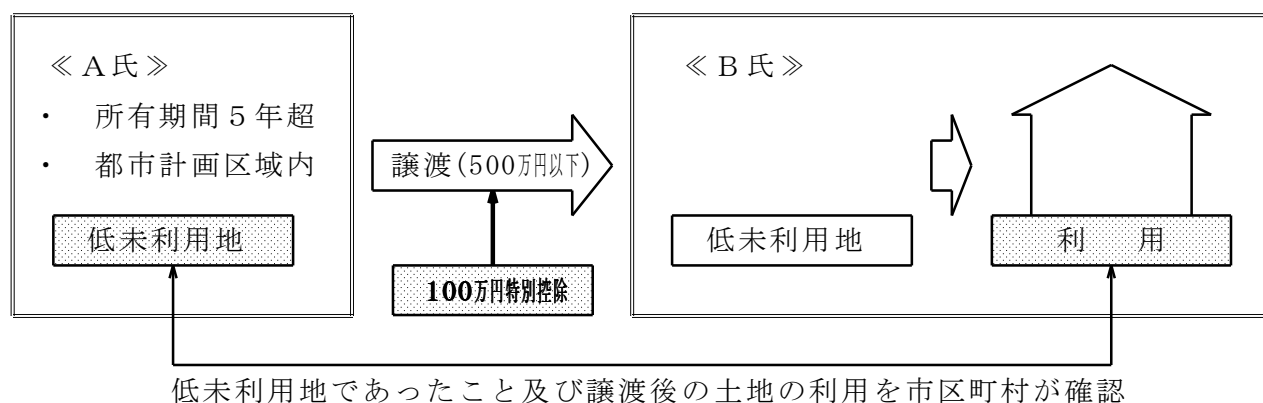 ≪A氏≫
・ 所有期間５年超
・ 都市計画区域内
低未利用地
譲渡(500万円以下)
100万円特別控除
≪B氏≫
低未利用地
利 用
低未利用地であったこと及び譲渡後の土地の利用を市区町村が確認